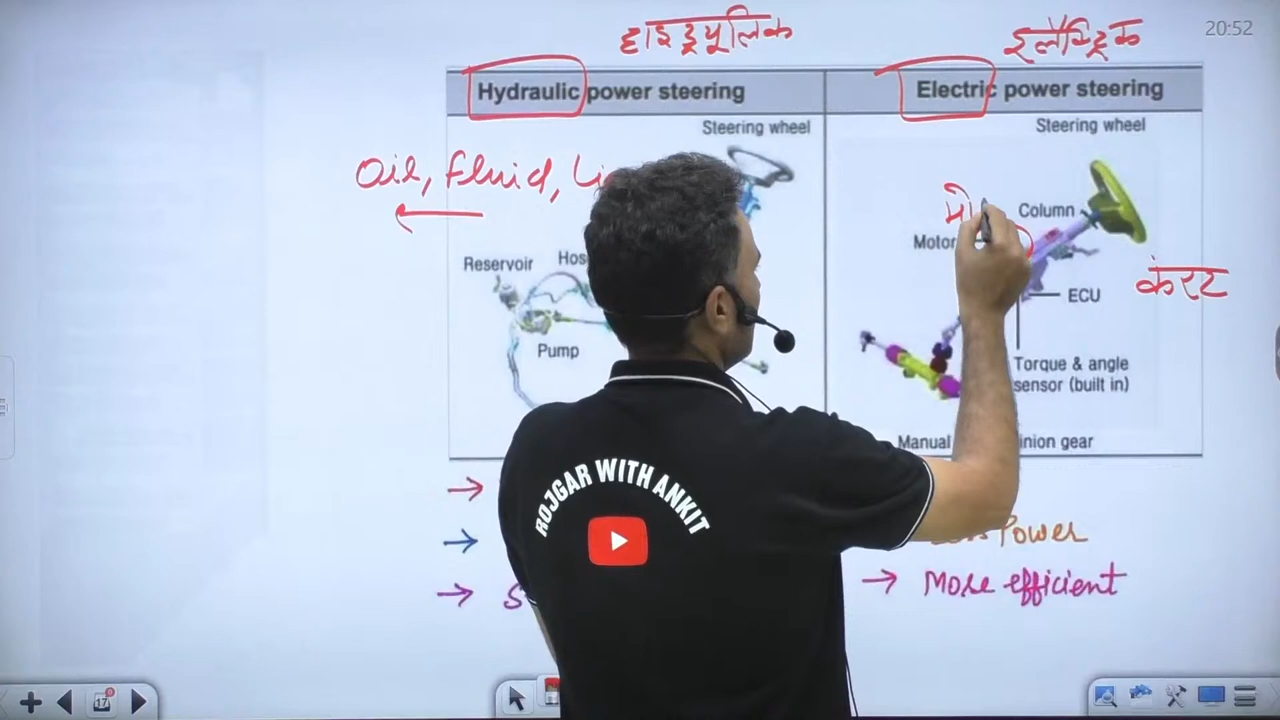 20:52
हाइड्रोलिक
इलेक्ट्रिक
Hydraulic power steering
Electric power steering
Steering wheel
Steering wheel
Oil, fluid,
Column
Motor
Reservoir
करंट
ECU
Pump
Torque & angle
sensor (built in)
Manual
gear
ROJGAR WITH ANKIT
Power
→ More efficient
17